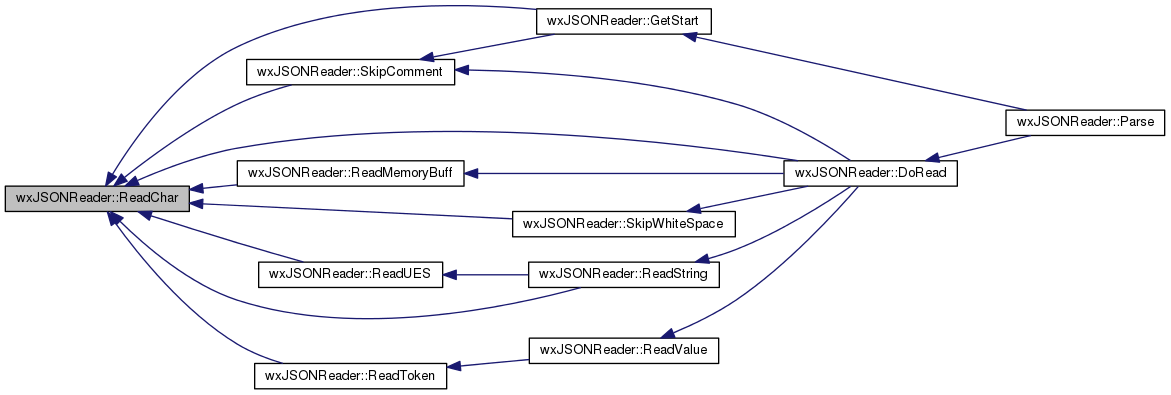 wxJSONReader::GetStart
wxJSONReader::SkipComment
wxJSONReader::Parse
wxJSONReader::ReadMemoryBuff
wxJSONReader::DoRead
wxJSONReader::ReadChar
wxJSONReader::SkipWhiteSpace
wxJSONReader::ReadUES
wxJSONReader::ReadString
wxJSONReader::ReadValue
wxJSONReader::ReadToken